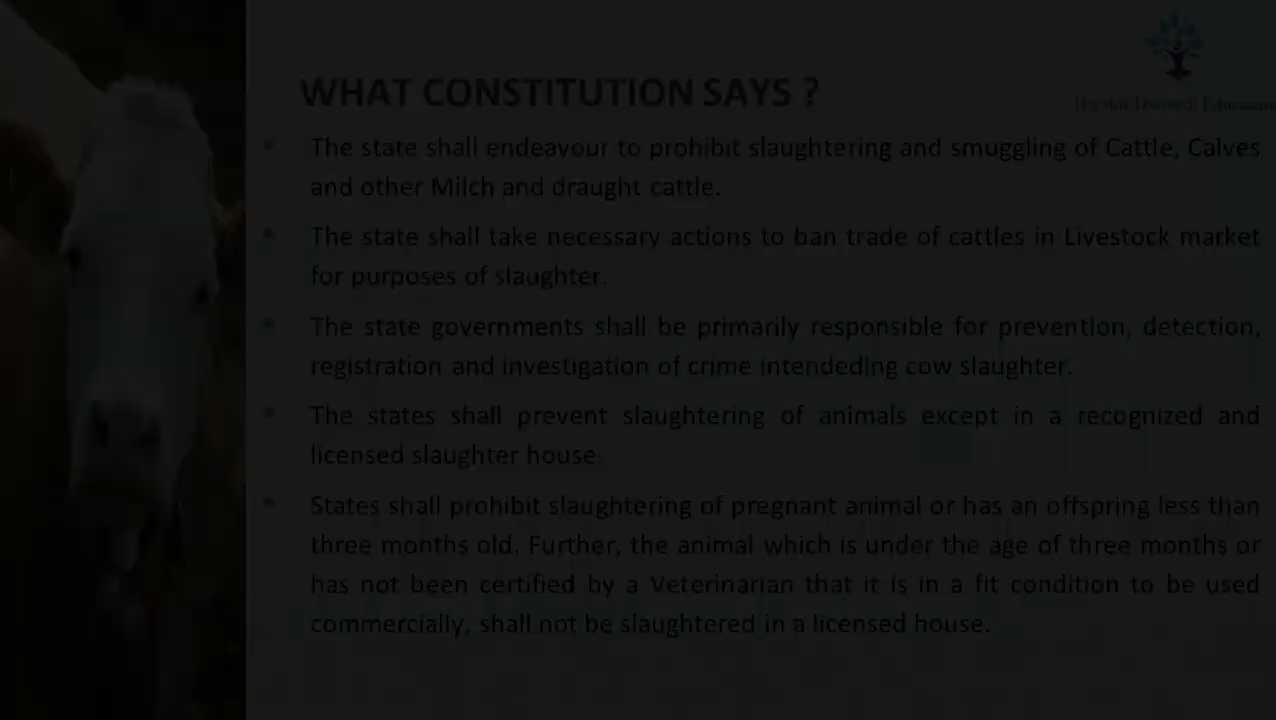 WHAT CONSTITUTION SAYS ?
The state shall endeavour to prohibit slaughtering and smuggling of Cattle, Calves
and other Milch and draught cattle.
The state shall take necessary actions to ban trade of cattles in Livestock market
for purposes of slaughter.
The state governments shall be primarily responsible for prevention, detection,
registration and investigation of crime intendeding cow slaughter.
The states shall prevent slaughtering of animals except in a recognized and
licensed slaughter house.
States shall prohibit slaughtering of pregnant animal or has an offspring less than
three months old. Further, the animal which is under the age of three months or
has not been certified by a Veterinarian that it is in a fit condition to be used
commercially, shall not be slaughtered in a licensed house.